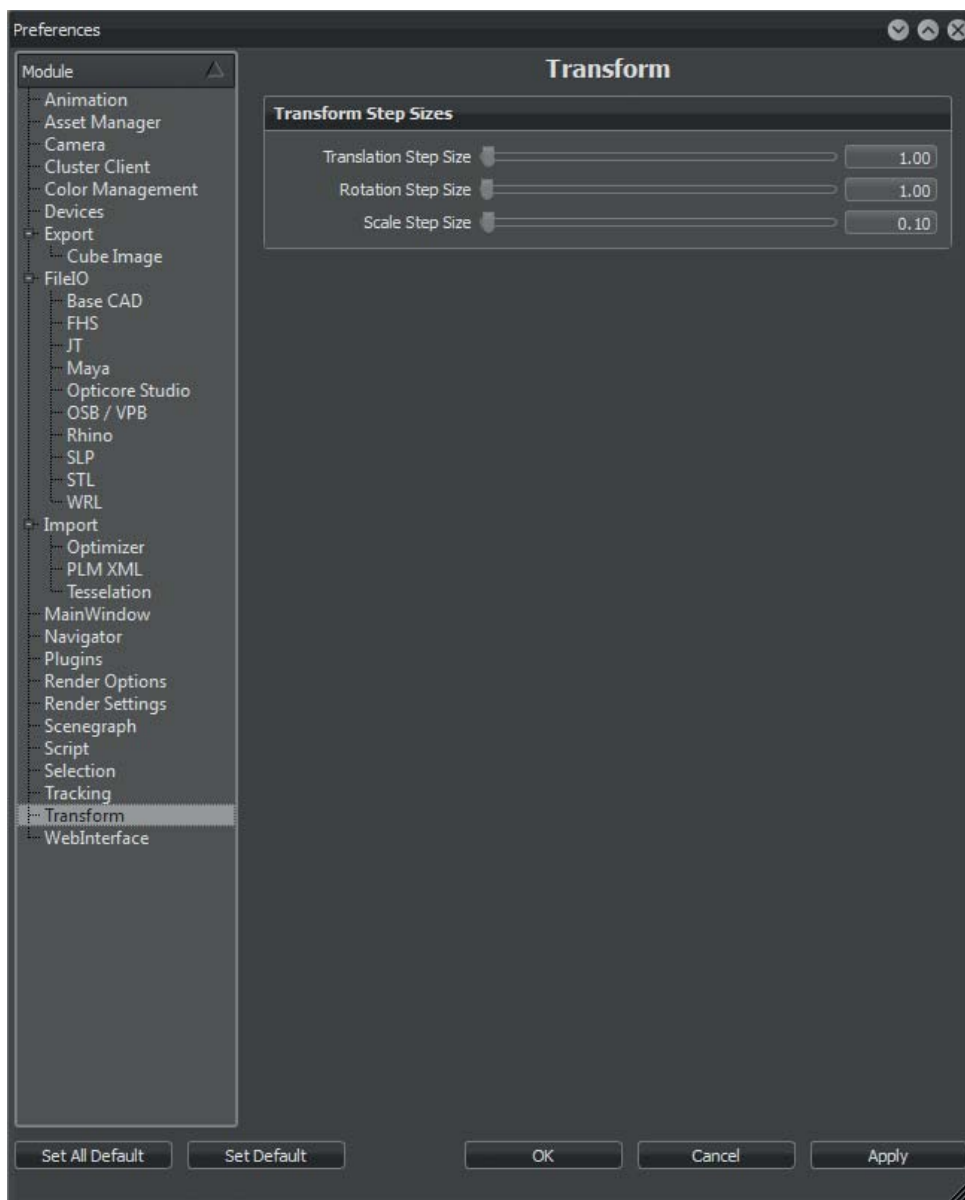 Preferences
Module
Animation
Asset Manager
Camera
Cluster Client
Color Management
Devices
Export
Cube Image
FileIO
Base CAD
FHS
JT
Maya
Opticore Studio
OSB / VPB
Rhino
SLP
STL
WRL
Import
Optimizer
PLM XML
Tesselation
MainWindow
Navigator
Plugins
Render Options
Render Settings
Scenegraph
Script
Selection
Tracking
Transform
WebInterface
Transform
Transform Step Sizes
Translation Step Size 1.00
Rotation Step Size 1.00
Scale Step Size 0.10
Set All Default Set Default OK Cancel Apply